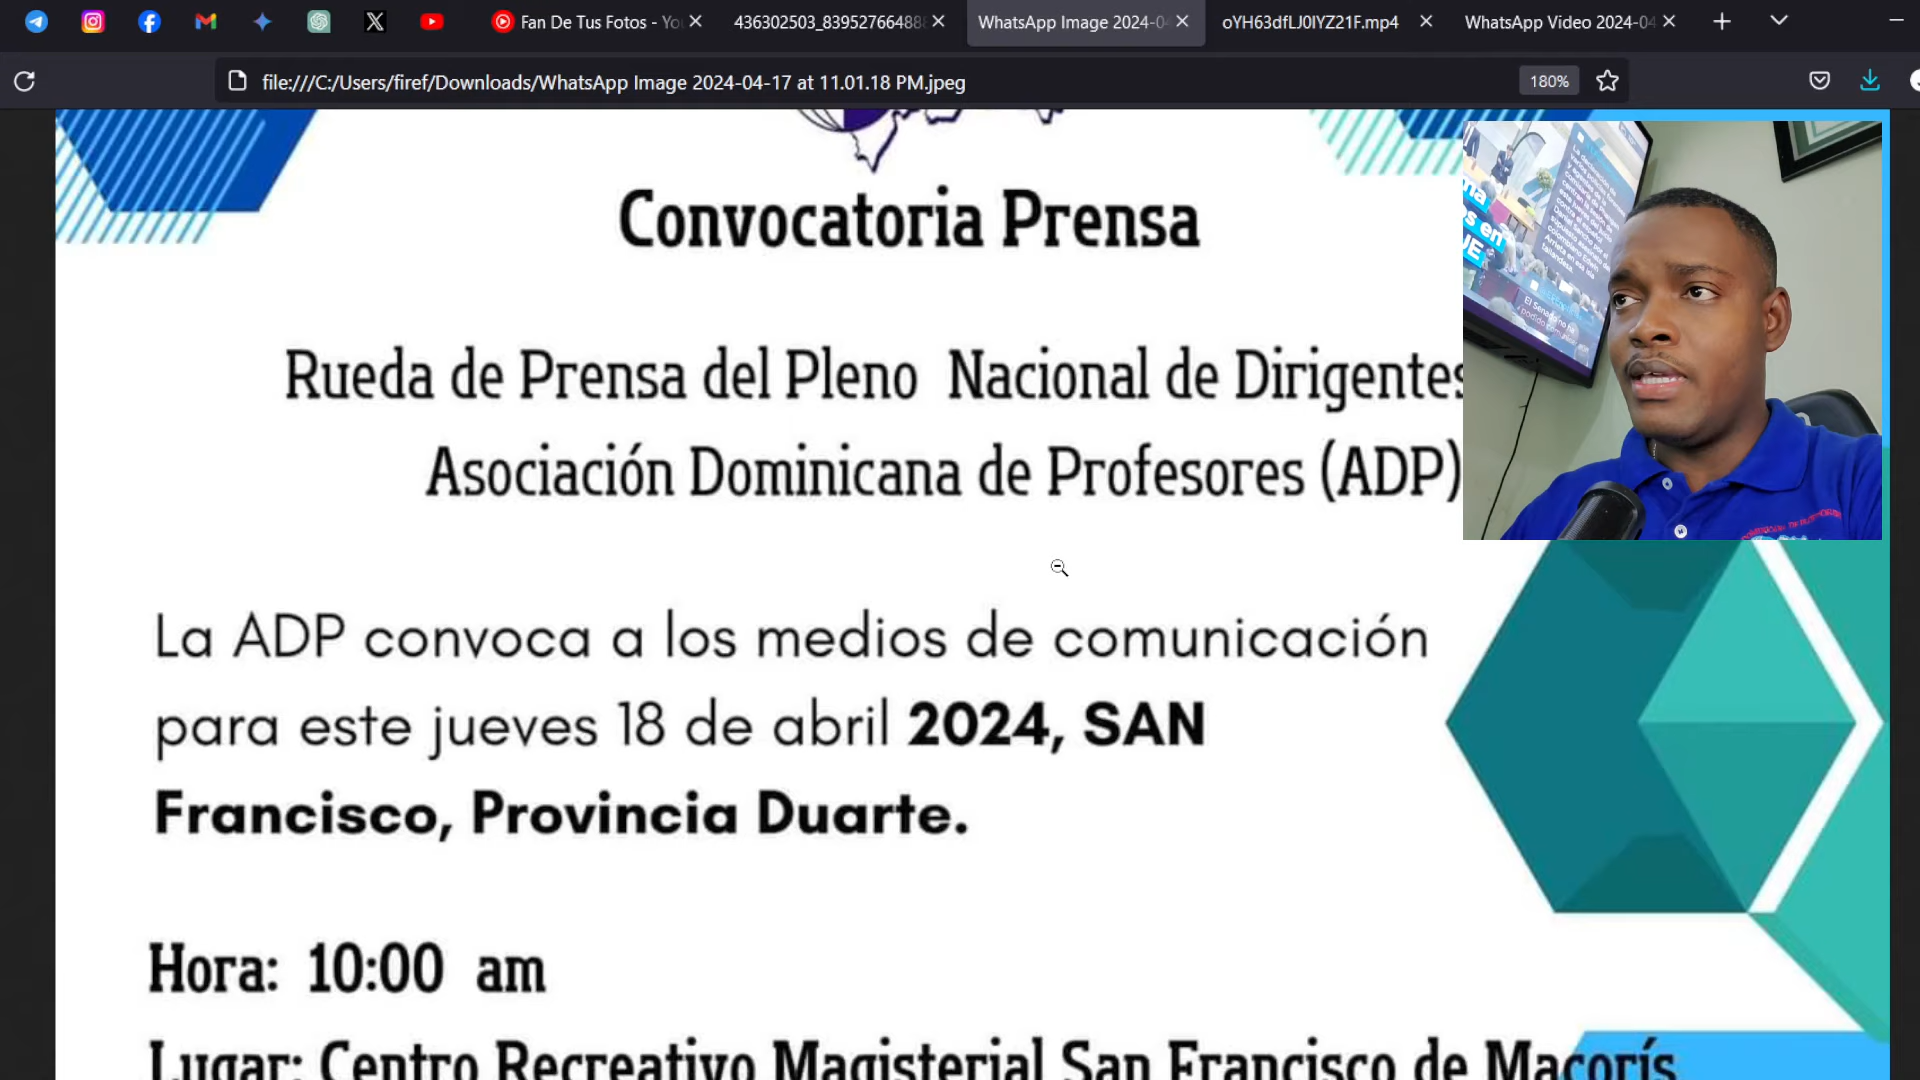 Fan De Tus Fotos - Yo
436302503_83952766488
WhatsApp Image 2024-04
oYH63dfLJ0IYZ21F.mp4
WhatsApp Video 2024-04
file:///C:/Users/firef/Downloads/WhatsApp Image 2024-04-17 at 11.01.18 PM.jpeg
180%
Convocatoria Prensa
Rueda de Prensa del Pleno Nacional de Dirigentes
Asociación Dominicana de Profesores (ADP)
La ADP convoca a los medios de comunicación
para este jueves 18 de abril 2024, SAN
Francisco, Provincia Duarte.
Hora: 10:00 am
Lugar: Centro Recreativo Magisterial San Francisco de Macorís